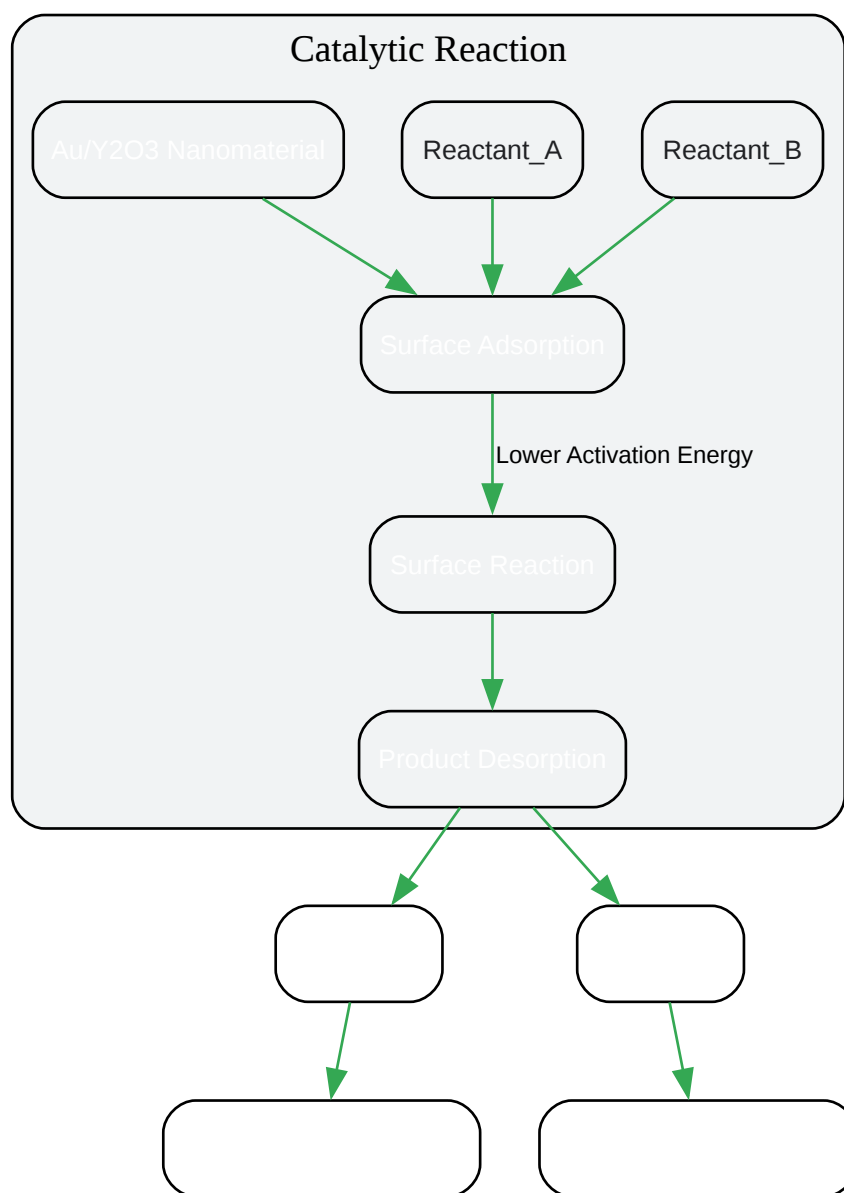 Catalytic Reaction
Au/Y2O3 Nanomaterial
Reactant_A
Reactant_B
Surface Adsorption
Lower Activation Energy
Surface Reaction
Product Desorption